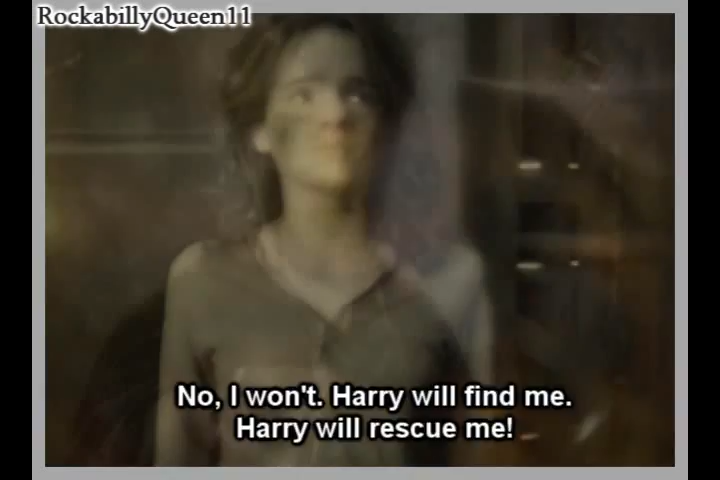 RockabillyQueen11
No, I won't. Harry will find me.
Harry will rescue me!